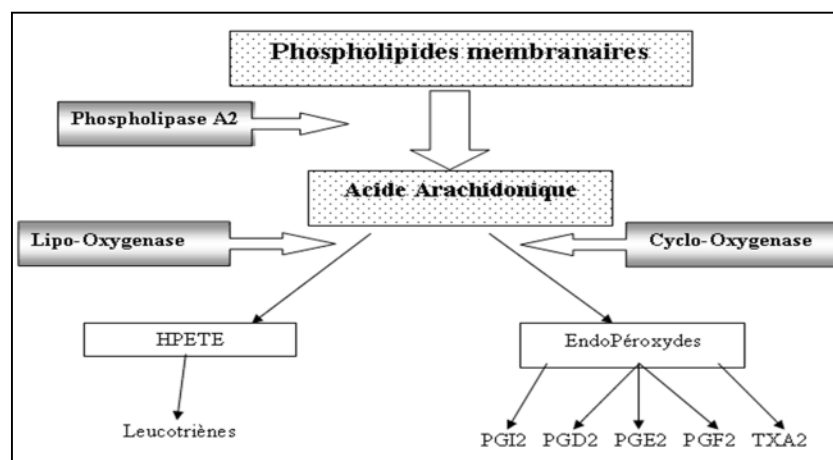 Phospholipides membranaires
Phospholipase A2
Acide Arachidonique
Lipo-Oxygenase
Cyclo-Oxygenase
HPETE
EndoPéroxydes
Leucotriènes
PGI2 PGD2 PGE2 PGF2 TXA2